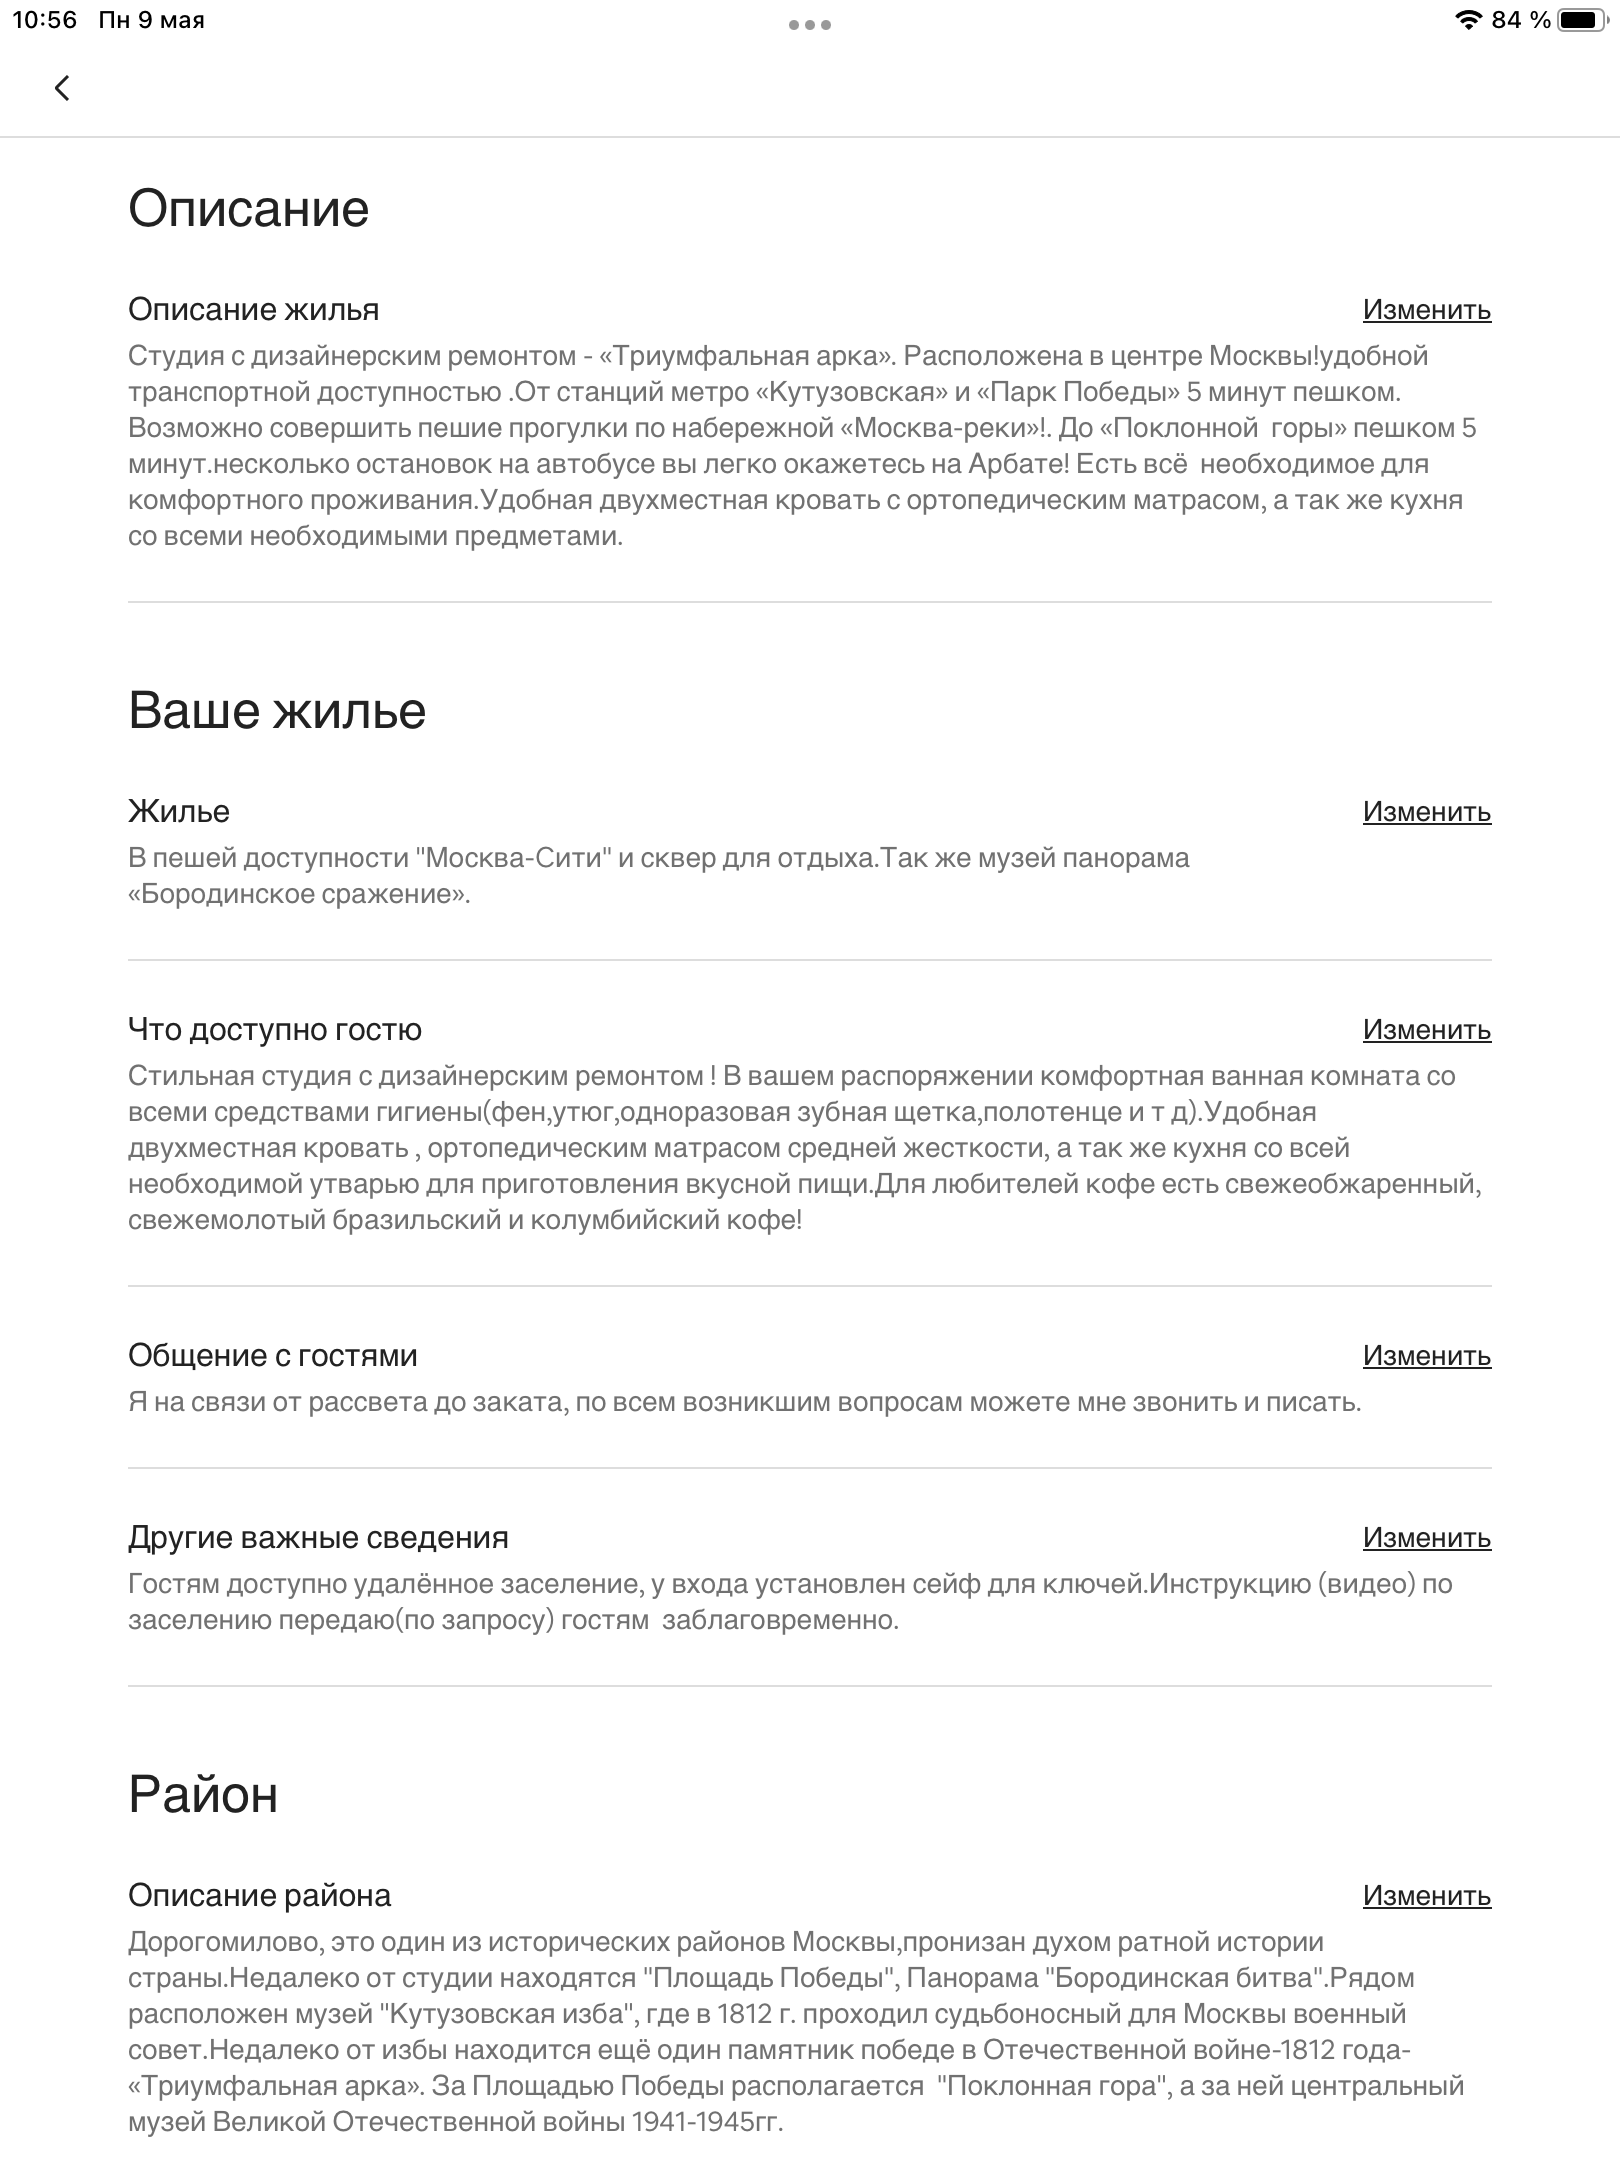 10:56 Пн 9 мая
84 %
Описание
Описание жилья
Изменить
Студия с дизайнерским ремонтом - «Триумфальная арка». Расположена в центре Москвы!удобной
транспортной доступностью .От станций метро «Кутузовская» и «Парк Победы» 5 минут пешком.
Возможно совершить пешие прогулки по набережной «Москва-реки»!. До «Поклонной  горы» пешком 5
минут.несколько остановок на автобусе вы легко окажетесь на Арбате! Есть всё  необходимое для
комфортного проживания.Удобная двухместная кровать с ортопедическим матрасом, а так же кухня
со всеми необходимыми предметами.
Ваше жилье
Жилье
Изменить
В пешей доступности "Москва-Сити" и сквер для отдыха.Так же музей панорама
«Бородинское сражение».
Что доступно гостю
Изменить
Стильная студия с дизайнерским ремонтом ! В вашем распоряжении комфортная ванная комната со
всеми средствами гигиены(фен,утюг,одноразовая зубная щетка,полотенце и т д).Удобная
двухместная кровать , ортопедическим матрасом средней жесткости, а так же кухня со всей
необходимой утварью для приготовления вкусной пищи.Для любителей кофе есть свежеобжаренный,
свежемолотый бразильский и колумбийский кофе!
Общение с гостями
Изменить
Я на связи от рассвета до заката, по всем возникшим вопросам можете мне звонить и писать.
Другие важные сведения
Изменить
Гостям доступно удалённое заселение, у входа установлен сейф для ключей.Инструкцию (видео) по
заселению передаю(по запросу) гостям  заблаговременно.
Район
Описание района
Изменить
Дорогомилово, это один из исторических районов Москвы,пронизан духом ратной истории
страны.Недалеко от студии находятся "Площадь Победы", Панорама "Бородинская битва".Рядом
расположен музей "Кутузовская изба", где в 1812 г. проходил судьбоносный для Москвы военный
совет.Недалеко от избы находится ещё один памятник победе в Отечественной войне-1812 года-
«Триумфальная арка». За Площадью Победы располагается  "Поклонная гора", а за ней центральный
музей Великой Отечественной войны 1941-1945гг.